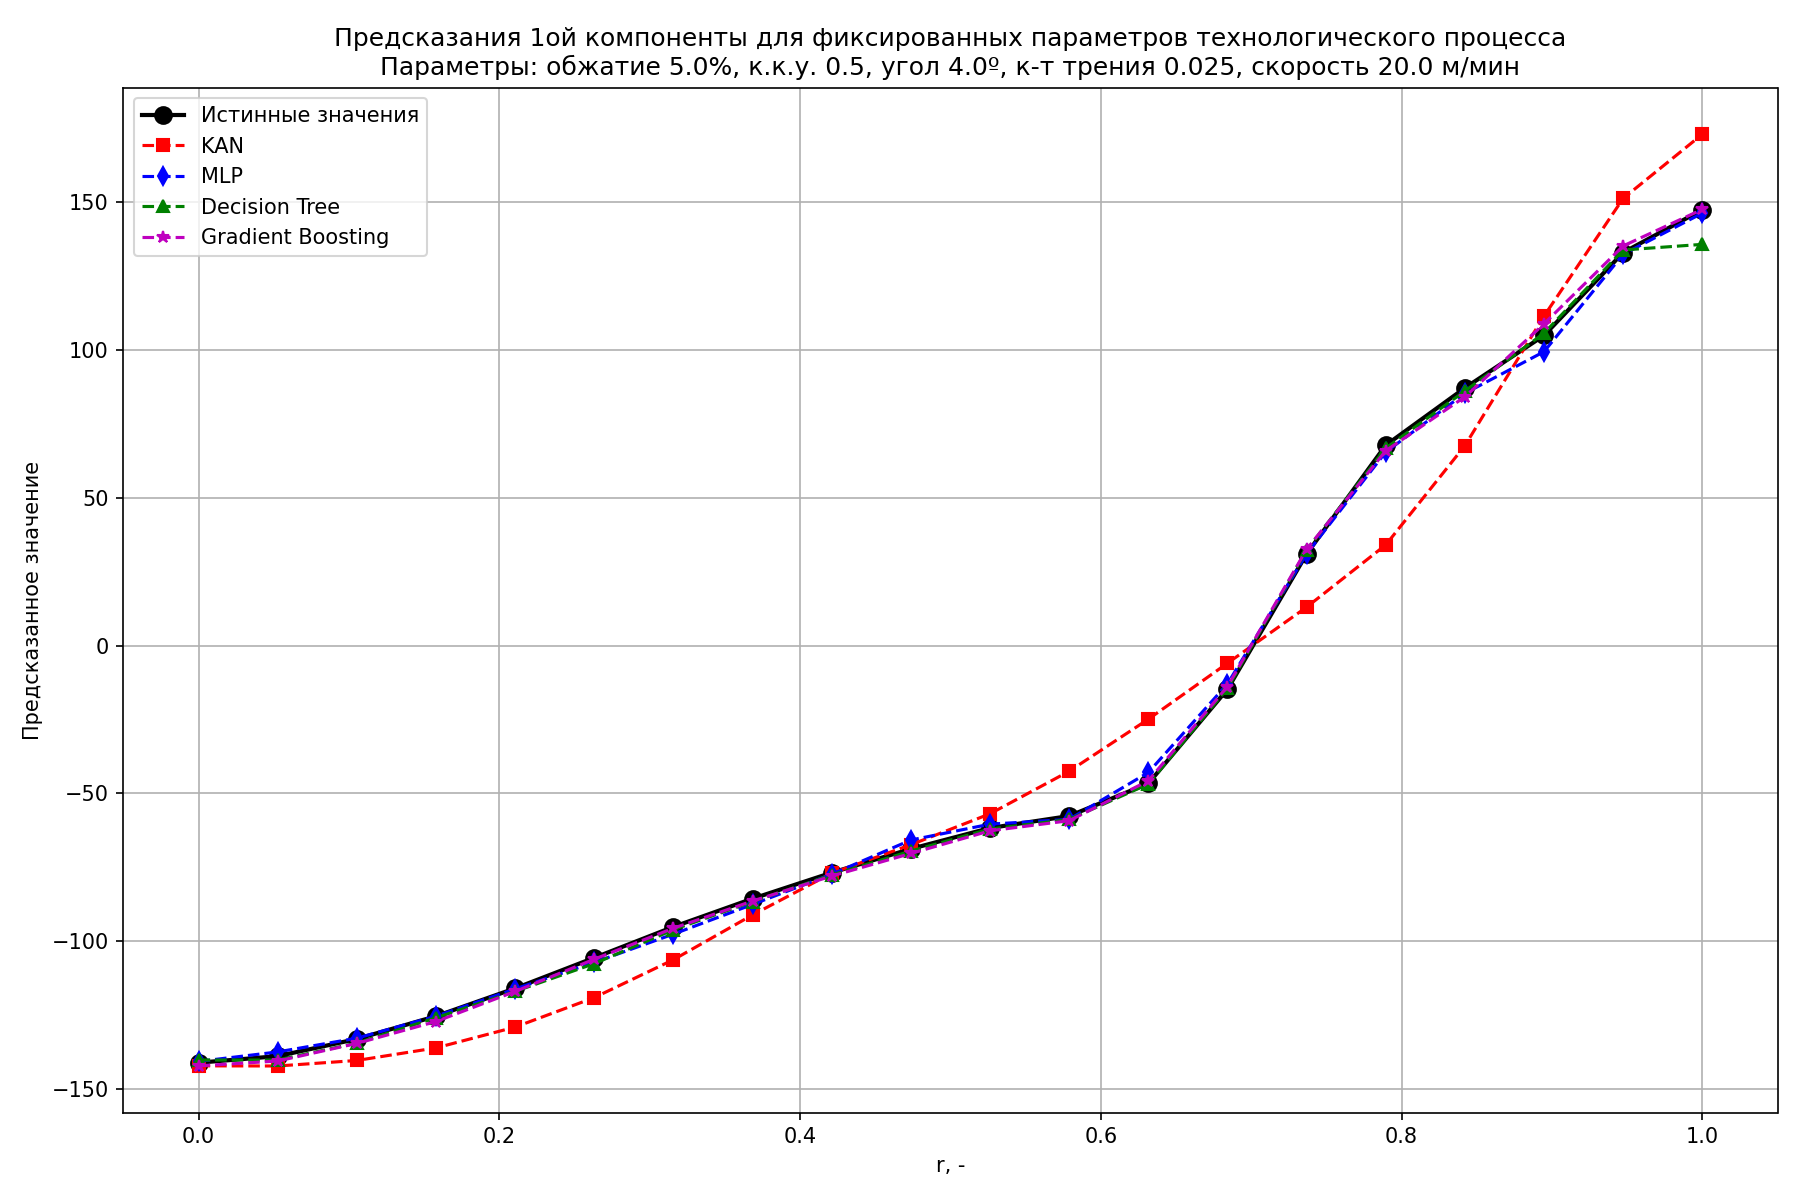 Предсказания 1ой компоненты для фиксированных параметров технологического процесса
Параметры: обжатие 5.0%, к.к.у. 0.5, угол 4.0º, к-т трения 0.025, скорость 20.0 м/мин
Истинные значения
KAN
MLP
Decision Tree
Gradient Boosting
Предсказанное значение
150
100
50
0
−50
−100
−150
0.0 0.2 0.4 0.6 0.8 1.0
r, -